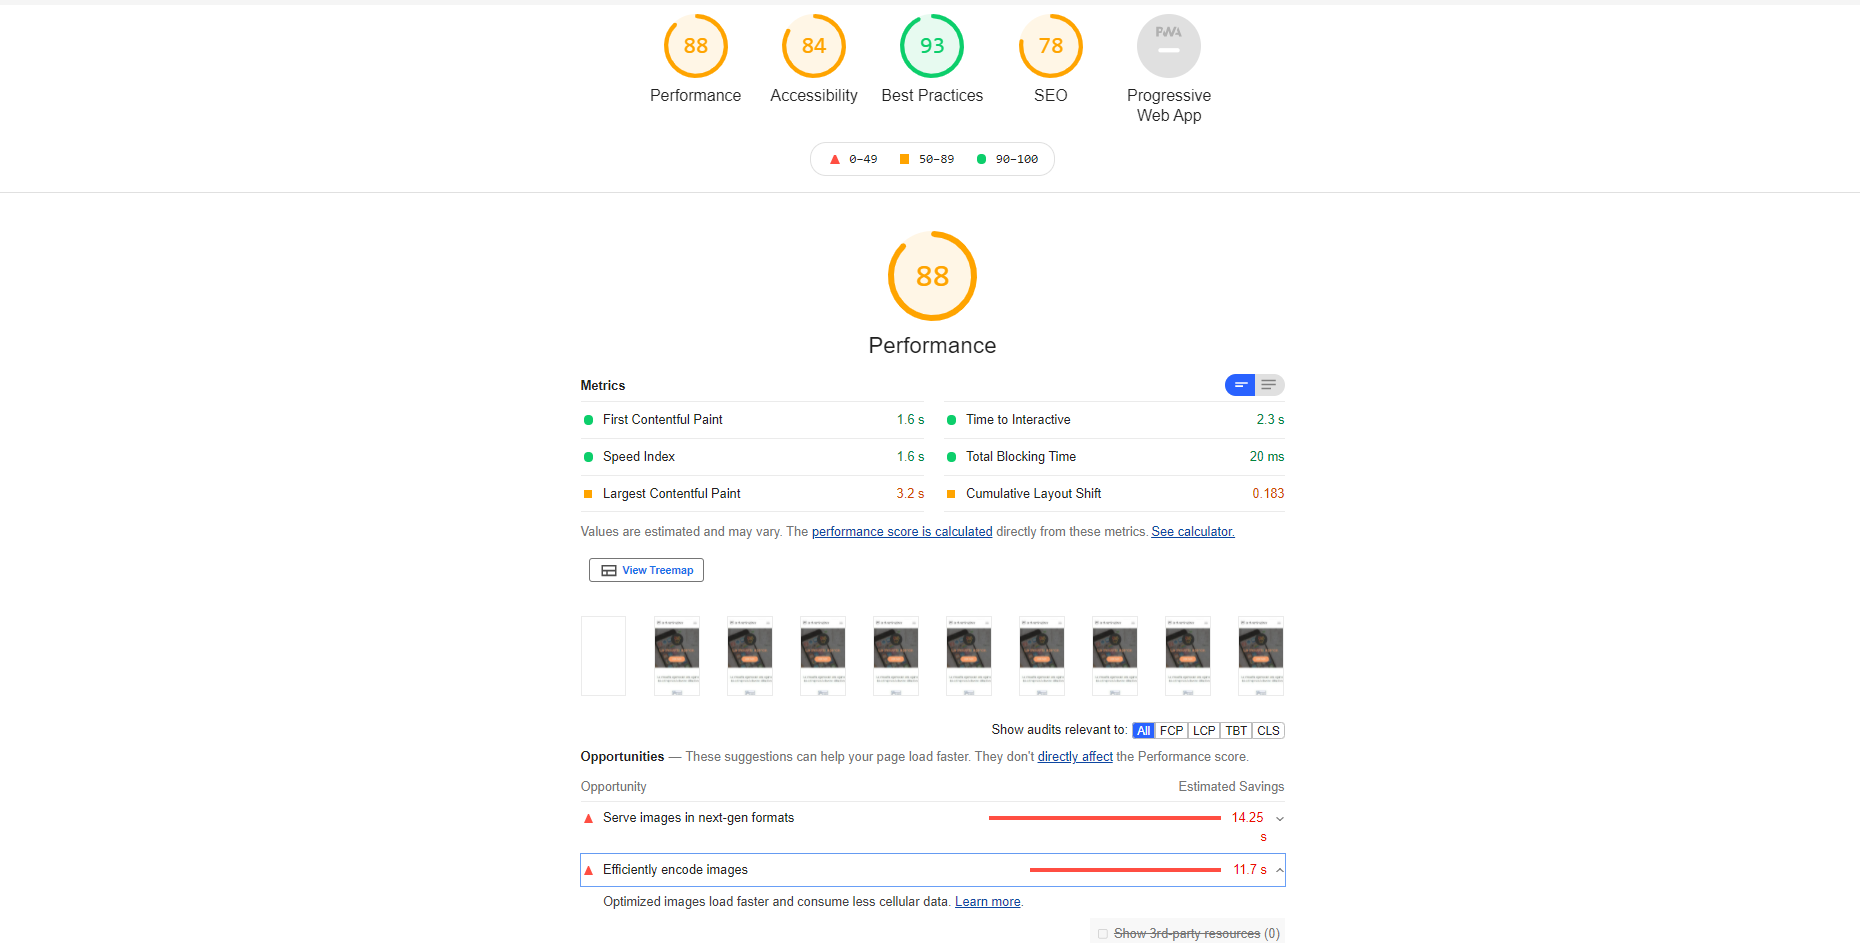 88 84 93 78 PWA
Performance Accessibility Best Practices SEO Progressive
Web App
0–49 50–89 90–100
88
Performance
Metrics
First Contentful Paint 1.6 s Time to Interactive 2.3 s
Speed Index 1.6 s Total Blocking Time 20 ms
Largest Contentful Paint 3.2 s Cumulative Layout Shift 0.183
Values are estimated and may vary. The performance score is calculated directly from these metrics. See calculator.
View Treemap
Show audits relevant to: All FCP LCP TBT CLS
Opportunities — These suggestions can help your page load faster. They don't directly affect the Performance score.
Opportunity Estimated Savings
Serve images in next-gen formats 14.25
s
Efficiently encode images 11.7 s
Optimized images load faster and consume less cellular data. Learn more.
Show 3rd-party resources (0)